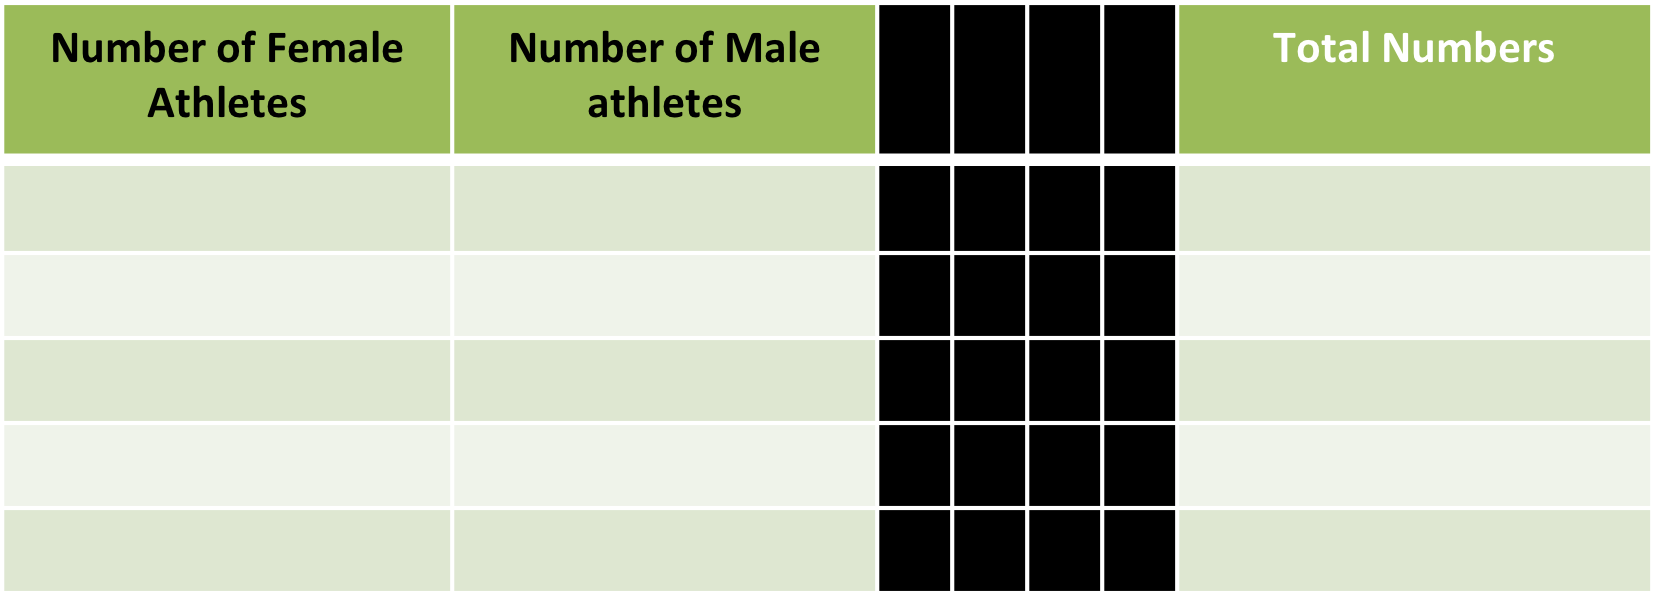 Number of Female
Athletes
Number of Male
athletes
Total Numbers